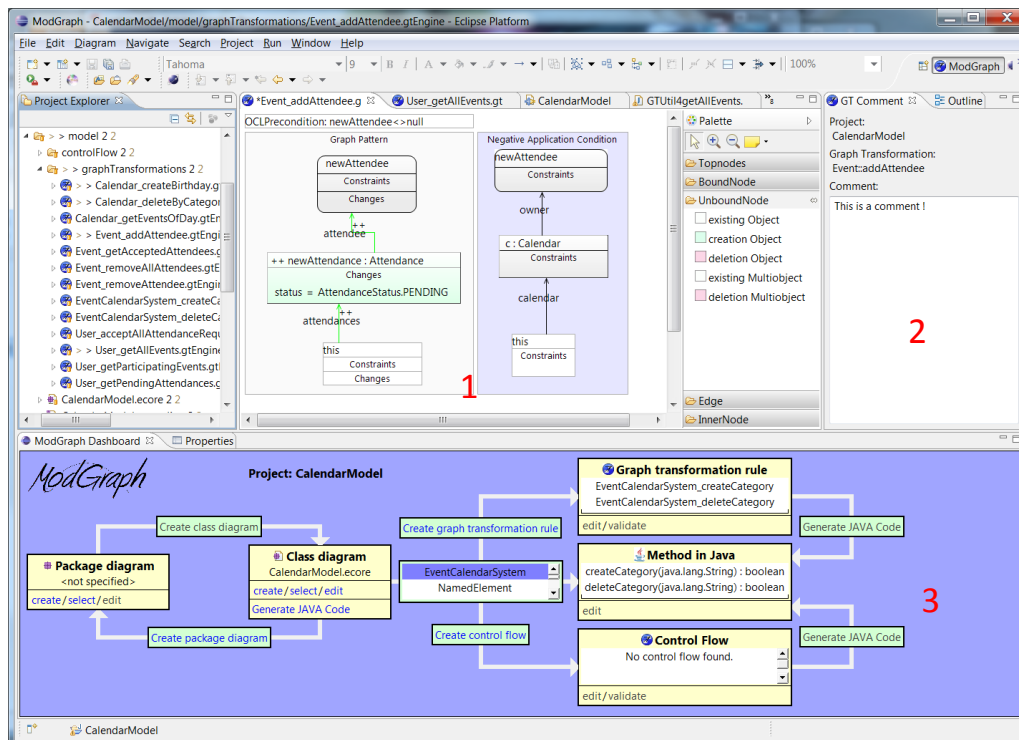 ModGraph - CalendarModel/model/graphTransformations/Event_addAttendee.gtEngine - Eclipse Platform
File Edit Diagram Navigate Search Project Run Window Help
Tahoma 9 B I A 100% ModGraph
Project Explorer
> > model 2 2
controlFlow 2 2
> > graphTransformations 2 2
> > Calendar_createBirthday.g
> > Calendar_deleteByCategor
Calendar_getEventsOfDay.gtEn
> > Event_addAttendee.gtEngi
Event_getAcceptedAttendees.g
Event_removeAllAttendees.gtE
Event_removeAttendee.gtEngin
EventCalendarSystem_createCa
EventCalendarSystem_deleteCa
User_acceptAllAttendanceRequ
> > User_getAllEvents.gtEngine
User_getParticipatingEvents.gt
User_getPendingAttendances.g
CalendarModel.ecore 2 2
*Event_addAttendee.g
User_getAllEvents.gt
CalendarModel
GTUtil4getAllEvents.
»8
OCLPrecondition: newAttendee<>null
Graph Pattern
newAttendee
Constraints
Changes
++
attendee
++ newAttendance : Attendance
Changes
status = AttendanceStatus.PENDING
++
attendances
this
Constraints
Changes
1
Negative Application Condition
newAttendee
Constraints
owner
c : Calendar
Constraints
calendar
this
Constraints
Palette
Topnodes
BoundNode
UnboundNode
existing Object
creation Object
deletion Object
existing Multiobject
deletion Multiobject
Edge
InnerNode
GT Comment
Outline
Project:
CalendarModel
Graph Transformation:
Event::addAttendee
Comment:
This is a comment !
2
ModGraph Dashboard
Properties
ModGraph
Project: CalendarModel
Create class diagram
Package diagram
<not specified>
create/select/edit
Create package diagram
Class diagram
CalendarModel.ecore
create/select/edit
Generate JAVA Code
Create graph transformation rule
EventCalendarSystem
NamedElement
Create control flow
Graph transformation rule
EventCalendarSystem_createCategory
EventCalendarSystem_deleteCategory
edit/validate
Generate JAVA Code
Method in Java
createCategory(java.lang.String) : boolean
deleteCategory(java.lang.String) : boolean
edit
Generate JAVA Code
Control Flow
No control flow found.
edit/validate
3
CalendarModel